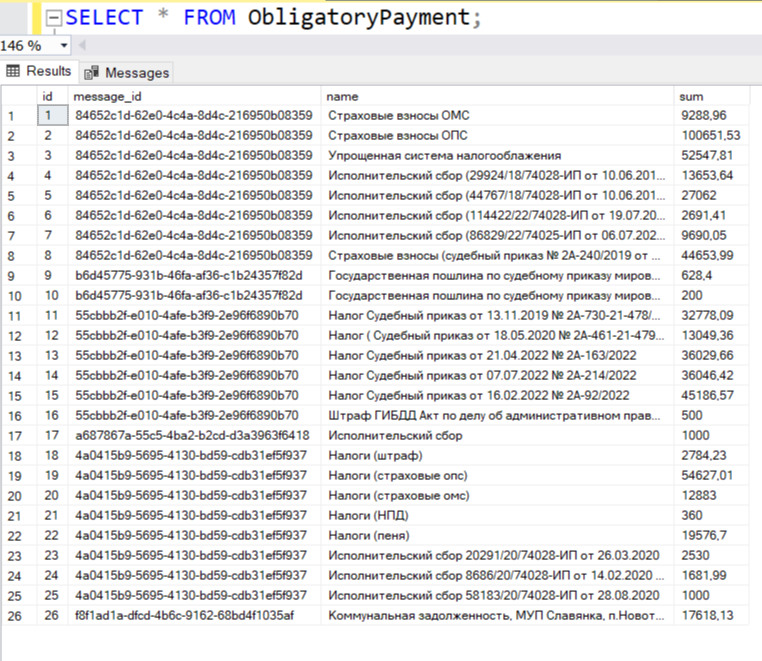 SELECT * FROM ObligatoryPayment;
146 %
Results Messages
id message_id name sum
1 1 84652c1d-62e0-4c4a-8d4c-216950b08359 Страховые взносы ОМС 9288,96
2 2 84652c1d-62e0-4c4a-8d4c-216950b08359 Страховые взносы ОПС 100651,53
3 3 84652c1d-62e0-4c4a-8d4c-216950b08359 Упрощенная система налогооблажения 52547,81
4 4 84652c1d-62e0-4c4a-8d4c-216950b08359 Исполнительский сбор (29924/18/74028-ИП от 10.06.201... 13653,64
5 5 84652c1d-62e0-4c4a-8d4c-216950b08359 Исполнительский сбор (44767/18/74028-ИП от 10.06.201... 27062
6 6 84652c1d-62e0-4c4a-8d4c-216950b08359 Исполнительский сбор (114422/22/74028-ИП от 19.07.20... 2691,41
7 7 84652c1d-62e0-4c4a-8d4c-216950b08359 Исполнительский сбор (86829/22/74025-ИП от 06.07.202... 9690,05
8 8 84652c1d-62e0-4c4a-8d4c-216950b08359 Страховые взносы (судебный приказ № 2А-240/2019 от ... 44653,99
9 9 b6d45775-931b-46fa-af36-c1b24357f82d Государственная пошлина по судебному приказу миров... 628,4
10 10 b6d45775-931b-46fa-af36-c1b24357f82d Государственная пошлина по судебному приказу миров... 200
11 11 55cbbb2f-e010-4afe-b3f9-2e96f6890b70 Налог Судебный приказ от 13.11.2019 № 2А-730-21-478/... 32778,09
12 12 55cbbb2f-e010-4afe-b3f9-2e96f6890b70 Налог ( Судебный приказ от 18.05.2020 № 2А-461-21-479... 13049,36
13 13 55cbbb2f-e010-4afe-b3f9-2e96f6890b70 Налог Судебный приказ от 21.04.2022 № 2А-163/2022 36029,66
14 14 55cbbb2f-e010-4afe-b3f9-2e96f6890b70 Налог Судебный приказ от 07.07.2022 № 2А-214/2022 36046,42
15 15 55cbbb2f-e010-4afe-b3f9-2e96f6890b70 Налог Судебный приказ от 16.02.2022 № 2А-92/2022 45186,57
16 16 55cbbb2f-e010-4afe-b3f9-2e96f6890b70 Штраф ГИБДД Акт по делу об административном прав... 500
17 17 a687867a-55c5-4ba2-b2cd-d3a3963f6418 Исполнительский сбор 1000
18 18 4a0415b9-5695-4130-bd59-cdb31ef5f937 Налоги (штраф) 2784,23
19 19 4a0415b9-5695-4130-bd59-cdb31ef5f937 Налоги (страховые опс) 54627,01
20 20 4a0415b9-5695-4130-bd59-cdb31ef5f937 Налоги (страховые омс) 12883
21 21 4a0415b9-5695-4130-bd59-cdb31ef5f937 Налоги (НПД) 360
22 22 4a0415b9-5695-4130-bd59-cdb31ef5f937 Налоги (пеня) 19576,7
23 23 4a0415b9-5695-4130-bd59-cdb31ef5f937 Исполнительский сбор 20291/20/74028-ИП от 26.03.2020 2530
24 24 4a0415b9-5695-4130-bd59-cdb31ef5f937 Исполнительский сбор 8686/20/74028-ИП от 14.02.2020 ... 1681,99
25 25 4a0415b9-5695-4130-bd59-cdb31ef5f937 Исполнительский сбор 58183/20/74028-ИП от 28.08.2020 1000
26 26 f8f1ad1a-dfcd-4b6c-9162-68bd4f1035af Коммунальная задолженность, МУП Славянка, п.Новот... 17618,13